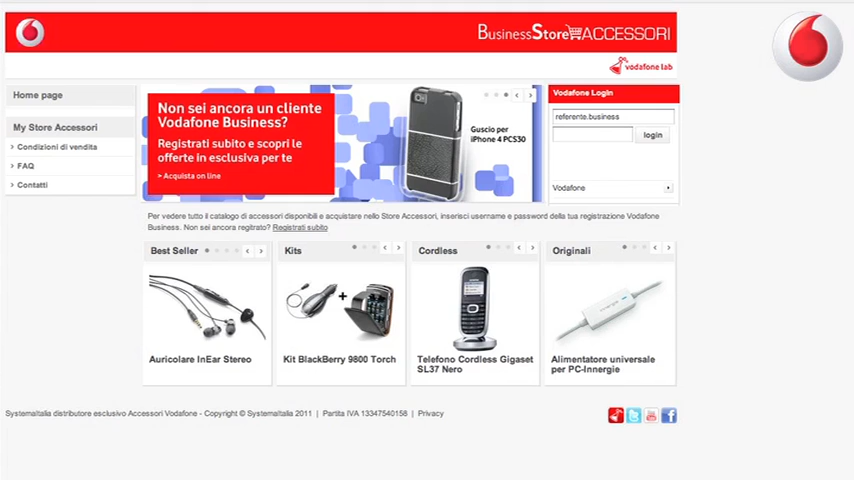 BusinessStore ACCESSORI
vodafone lab
Home page
My Store Accessori
Condizioni di vendita
FAQ
Contatti
Non sei ancora un cliente
Vodafone Business?
Registrati subito e scopri le
offerte in esclusiva per te
> Acquista on line
Guscio per
iPhone 4 PCS30
Vodafone Login
referente.business
login
Vodafone
Per vedere tutto il catalogo di accessori disponibili e acquistare nello Store Accessori, inserisci username e password della tua registrazione Vodafone
Business. Non sei ancora regitrato? Registrati subito
Best Seller
Kits
Cordless
Originali
Auricolare InEar Stereo
Kit BlackBerry 9800 Torch
Telefono Cordless Gigaset
SL37 Nero
Alimentatore universale
per PC-Innergie
SystemaItalia distributore esclusivo Accessori Vodafone - Copyright © SystemaItalia 2011 | Partita IVA 13347540158 | Privacy